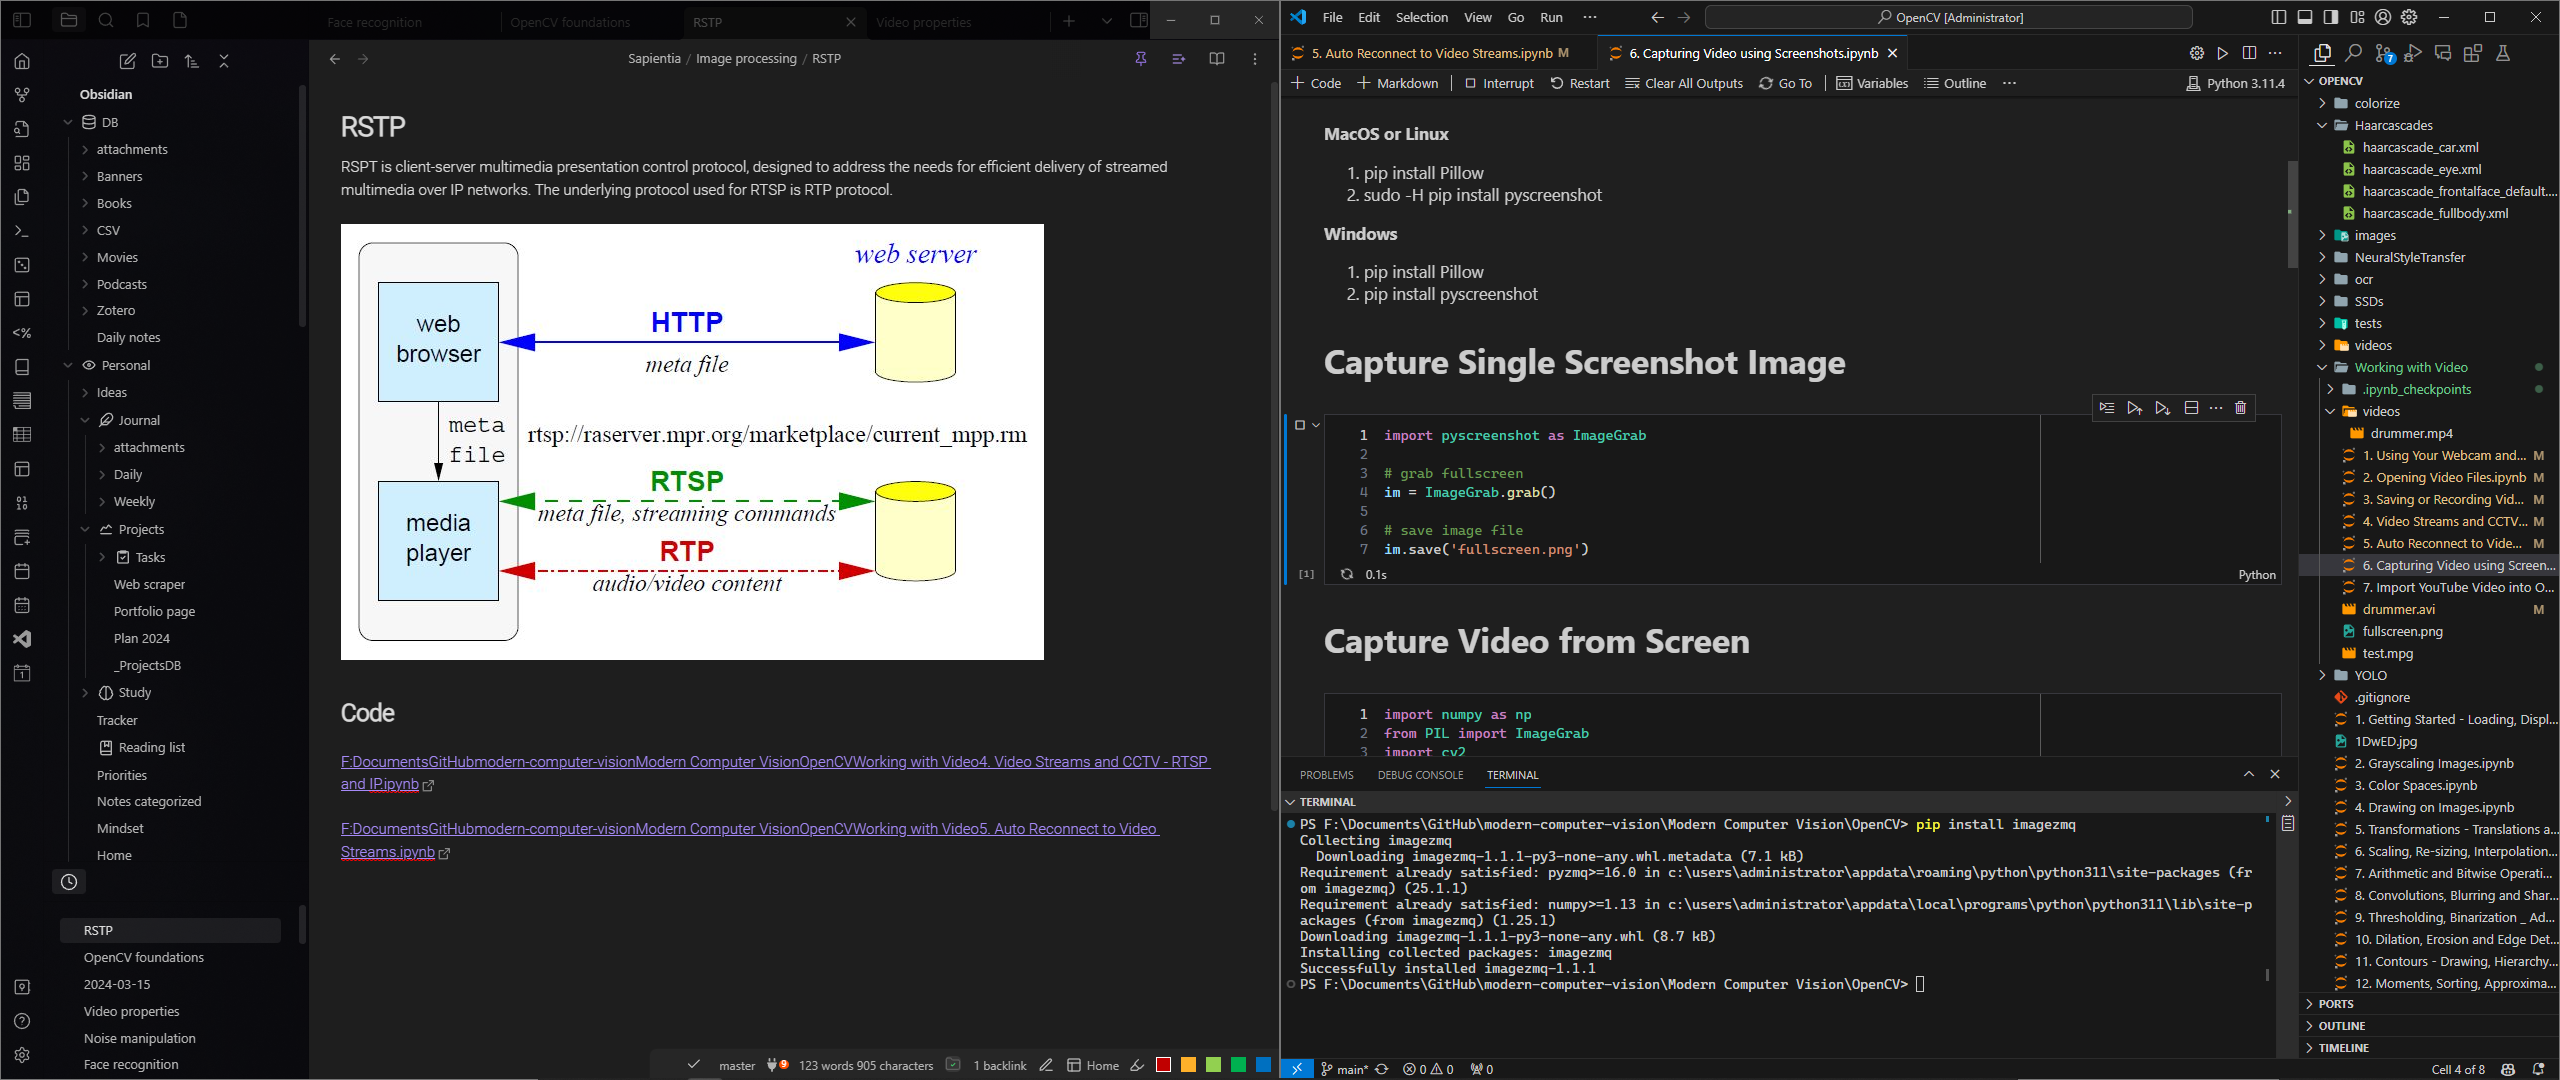 Face recognition
OpenCV foundations
RSTP
Video properties
Sapientia / Image processing / RSTP
Obsidian
DB
attachments
Banners
Books
CSV
Movies
Podcasts
Zotero
Daily notes
Personal
Ideas
Journal
attachments
Daily
Weekly
Projects
Tasks
Web scraper
Portfolio page
Plan 2024
_ProjectsDB
Study
Tracker
Reading list
Priorities
Notes categorized
Mindset
Home
RSTP
OpenCV foundations
2024-03-15
Video properties
Noise manipulation
Face recognition
RSTP
RSPT is client-server multimedia presentation control protocol, designed to address the needs for efficient delivery of streamed
multimedia over IP networks. The underlying protocol used for RTSP is RTP protocol.
web server
web
browser
HTTP
meta file
meta
file
rtsp://raserver.mpr.org/marketplace/current_mpp.rm
RTSP
meta file, streaming commands
media
player
RTP
audio/video content
Code
F:DocumentsGitHubmodern-computer-visionModern Computer VisionOpenCVWorking with Video4. Video Streams and CCTV - RTSP
and IP.ipynb
F:DocumentsGitHubmodern-computer-visionModern Computer VisionOpenCVWorking with Video5. Auto Reconnect to Video
Streams.ipynb
master 9 123 words 905 characters 1 backlink Home
File Edit Selection View Go Run ···
OpenCV [Administrator]
5. Auto Reconnect to Video Streams.ipynb M
6. Capturing Video using Screenshots.ipynb
+ Code + Markdown Interrupt Restart Clear All Outputs Go To Variables Outline ··· Python 3.11.4
MacOS or Linux
1. pip install Pillow
2. sudo -H pip install pyscreenshot
Windows
1. pip install Pillow
2. pip install pyscreenshot
Capture Single Screenshot Image
1 import pyscreenshot as ImageGrab
2
3 # grab fullscreen
4 im = ImageGrab.grab()
5
6 # save image file
7 im.save('fullscreen.png')
[1] 0.1s Python
Capture Video from Screen
1 import numpy as np
2 from PIL import ImageGrab
3 import cv2
PROBLEMS DEBUG CONSOLE TERMINAL
TERMINAL
PS F:\Documents\GitHub\modern-computer-vision\Modern Computer Vision\OpenCV> pip install imagezmq
Collecting imagezmq
Downloading imagezmq-1.1.1-py3-none-any.whl.metadata (7.1 kB)
Requirement already satisfied: pyzmq>=16.0 in c:\users\administrator\appdata\roaming\python\python311\site-packages (fr
om imagezmq) (25.1.1)
Requirement already satisfied: numpy>=1.13 in c:\users\administrator\appdata\local\programs\python\python311\lib\site-p
ackages (from imagezmq) (1.25.1)
Downloading imagezmq-1.1.1-py3-none-any.whl (8.7 kB)
Installing collected packages: imagezmq
Successfully installed imagezmq-1.1.1
PS F:\Documents\GitHub\modern-computer-vision\Modern Computer Vision\OpenCV>
7
OPENCV
colorize
Haarcascades
haarcascade_car.xml
haarcascade_eye.xml
haarcascade_frontalface_default....
haarcascade_fullbody.xml
images
NeuralStyleTransfer
ocr
SSDs
tests
videos
Working with Video
.ipynb_checkpoints
videos
drummer.mp4
1. Using Your Webcam and... M
2. Opening Video Files.ipynb M
3. Saving or Recording Vid... M
4. Video Streams and CCTV... M
5. Auto Reconnect to Vide... M
6. Capturing Video using Screen...
7. Import YouTube Video into O...
drummer.avi M
fullscreen.png
test.mpg
YOLO
.gitignore
1. Getting Started - Loading, Displ...
1DwED.jpg
2. Grayscaling Images.ipynb
3. Color Spaces.ipynb
4. Drawing on Images.ipynb
5. Transformations - Translations a...
6. Scaling, Re-sizing, Interpolation...
7. Arithmetic and Bitwise Operati...
8. Convolutions, Blurring and Shar...
9. Thresholding, Binarization _ Ad...
10. Dilation, Erosion and Edge Det...
11. Contours - Drawing, Hierarchy...
12. Moments, Sorting, Approxima...
PORTS
OUTLINE
TIMELINE
main* 0 0 0 Cell 4 of 8